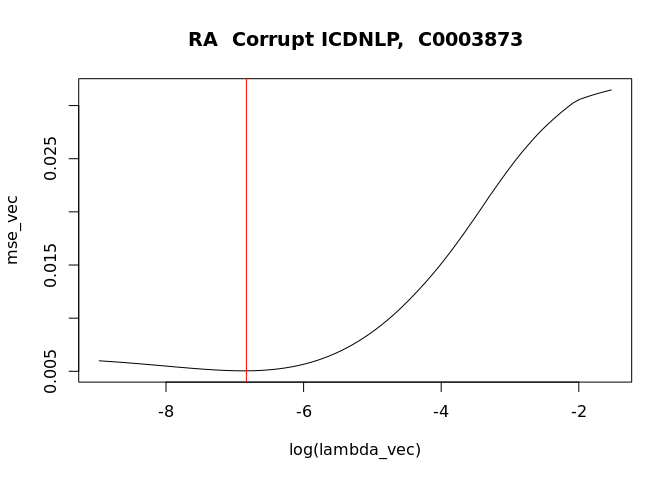 RA Corrupt ICDNLP, C0003873
mse_vec
0.025
0.015
0.005
-8 -6 -4 -2
log(lambda_vec)